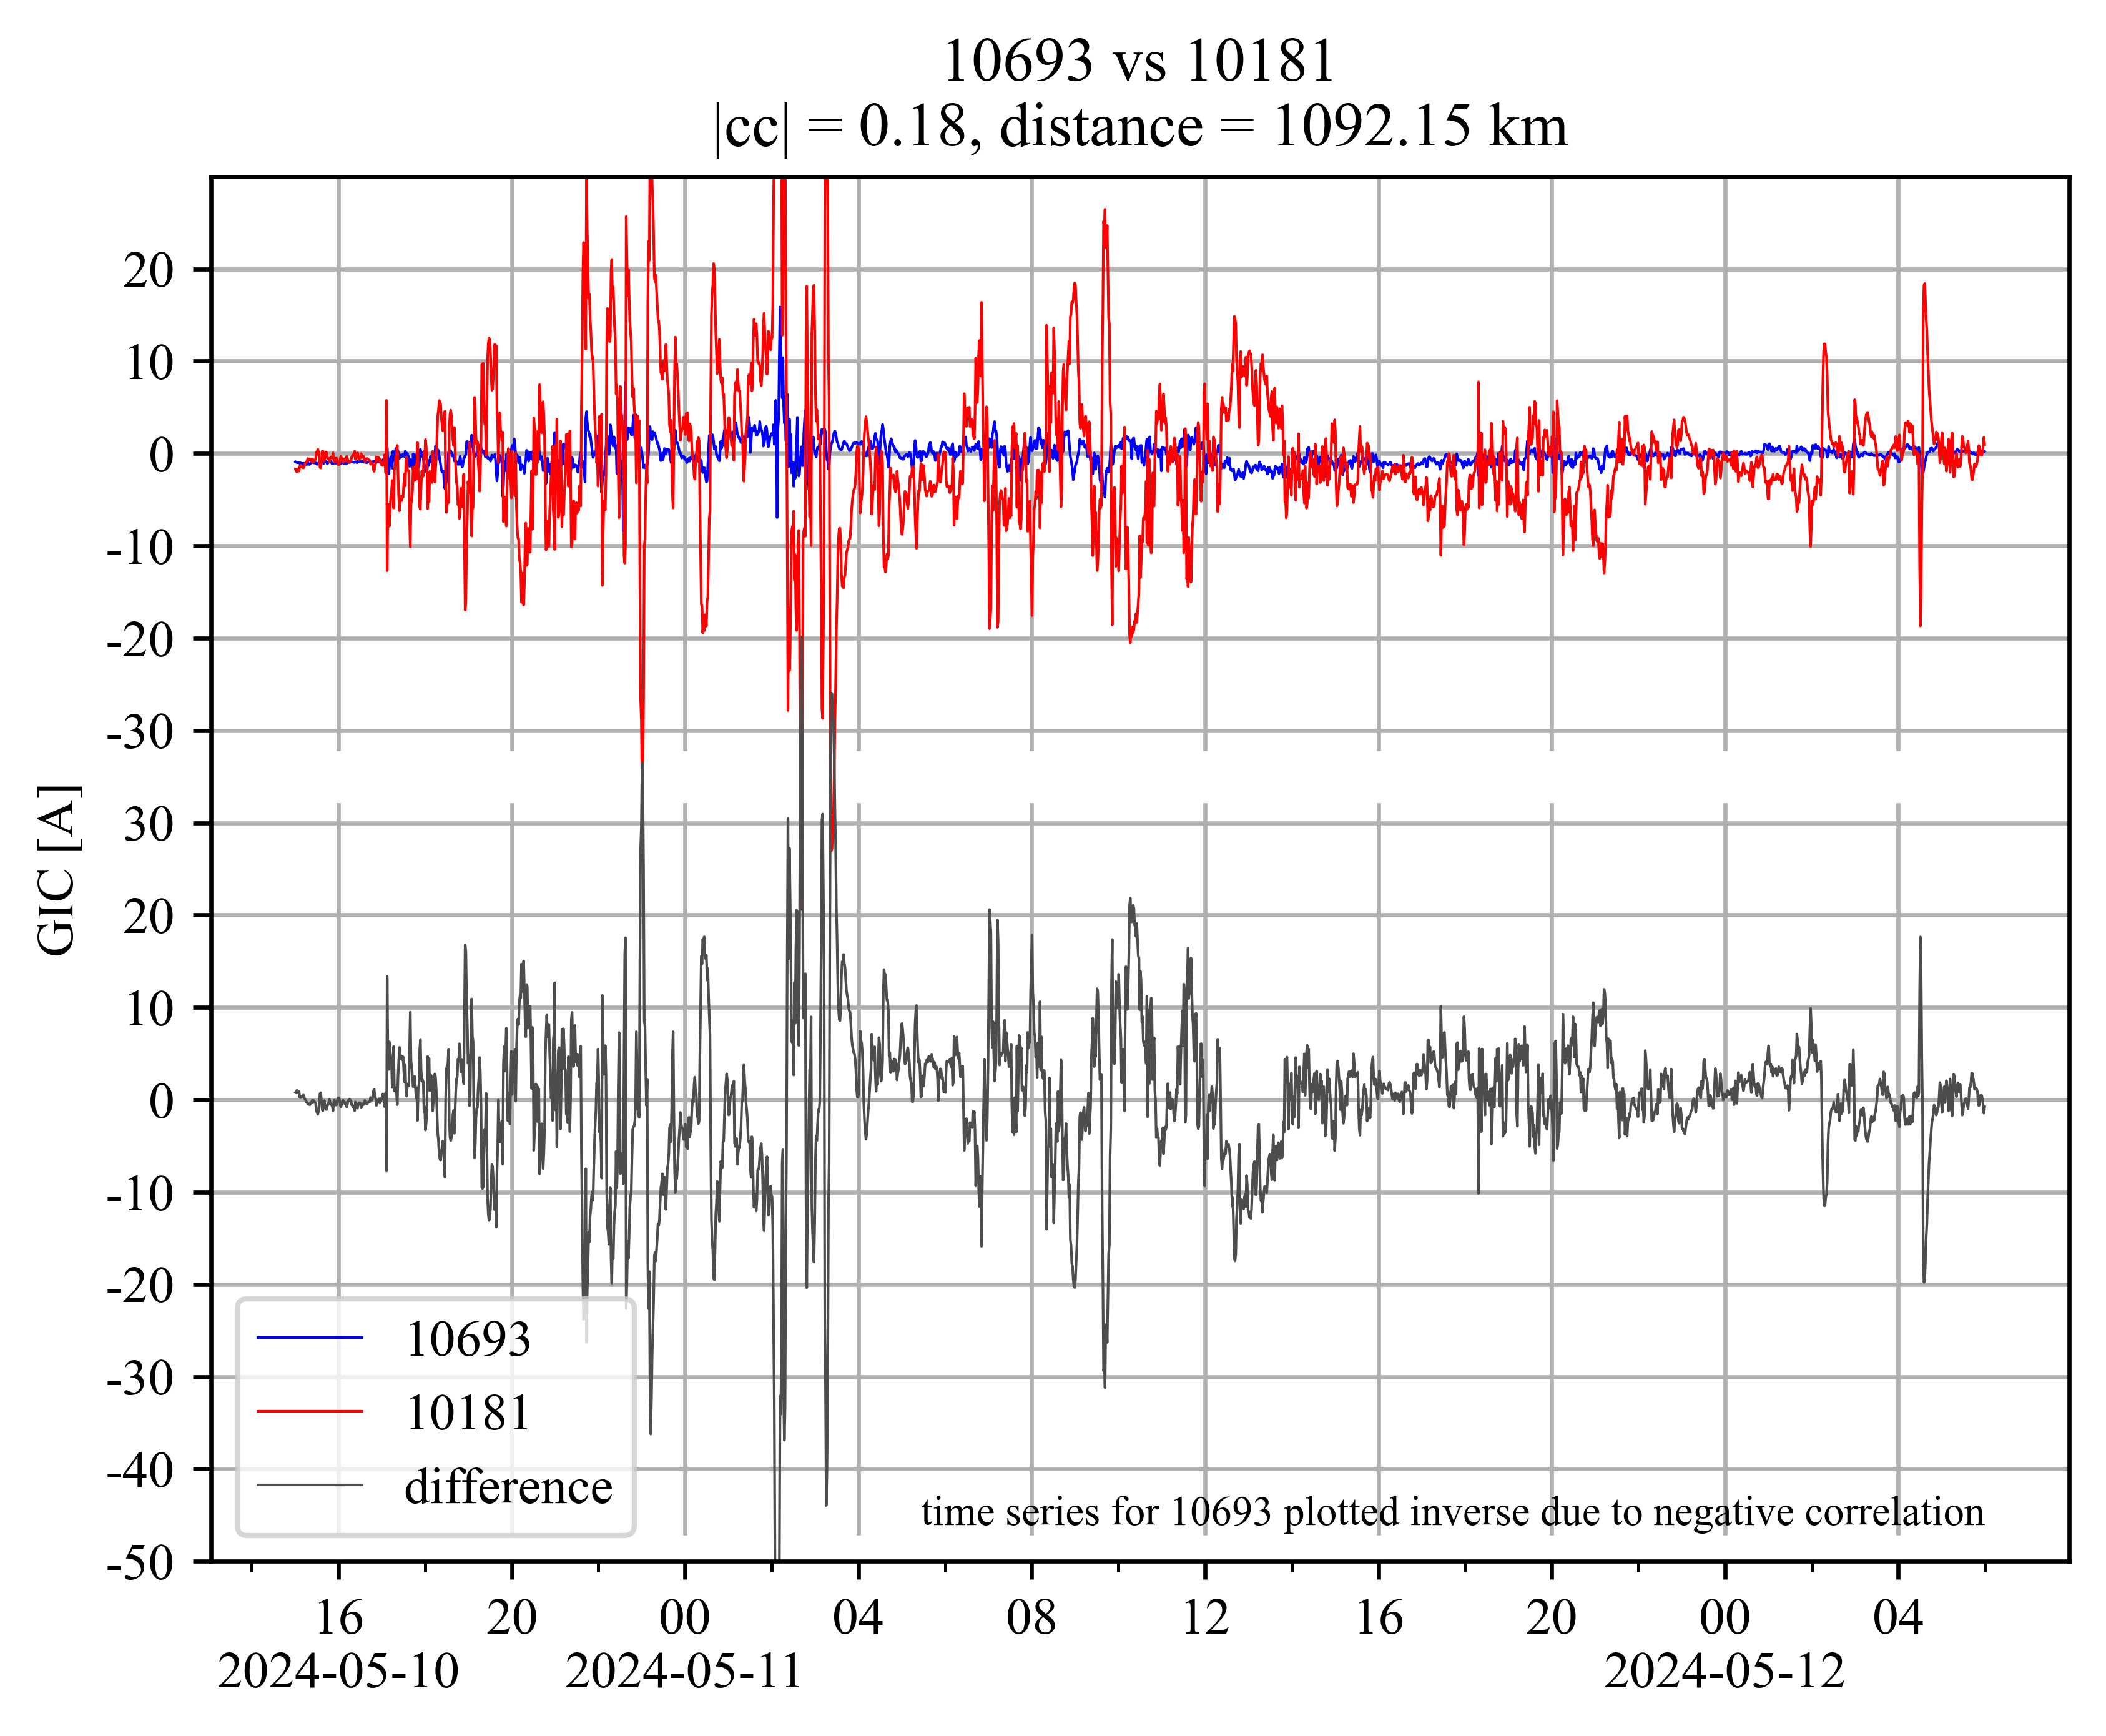 10693 vs 10181
|cc| = 0.18, distance = 1092.15 km
20
10
0
-10
-20
-30
30
20
10
0
-10
-20
-30
-40
-50
GIC [A]
10693
10181
difference
time series for 10693 plotted inverse due to negative correlation
16 20 00 04 08 12 16 20 00 04
2024-05-10 2024-05-11 2024-05-12